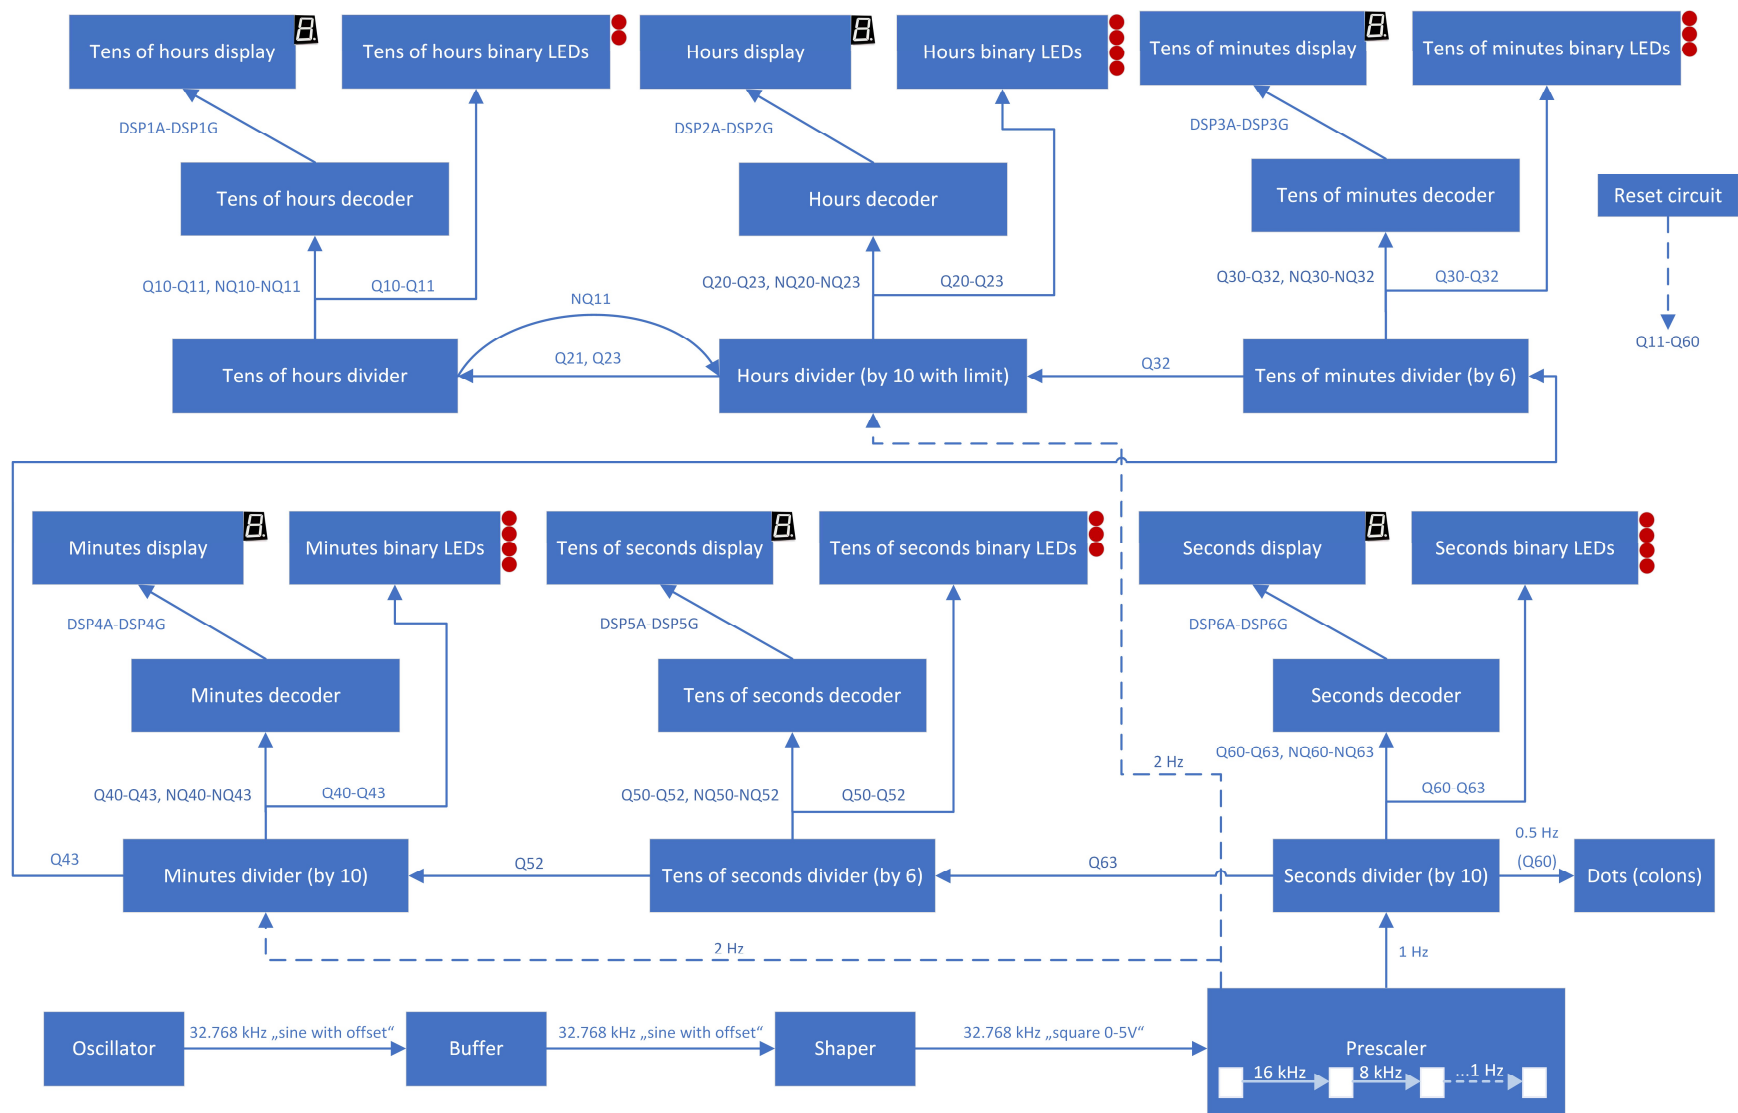 Tens of hours display
Tens of hours binary LEDs
Hours display
Hours binary LEDs
Tens of minutes display
Tens of minutes binary LEDs
DSP1A-DSP1G
DSP2A-DSP2G
DSP3A-DSP3G
Tens of hours decoder
Hours decoder
Tens of minutes decoder
Reset circuit
Q10-Q11, NQ10-NQ11
Q10-Q11
Q20-Q23, NQ20-NQ23
Q20-Q23
Q30-Q32, NQ30-NQ32
Q30-Q32
NQ11
Q11-Q60
Tens of hours divider
Q21, Q23
Hours divider (by 10 with limit)
Q32
Tens of minutes divider (by 6)
Minutes display
Minutes binary LEDs
Tens of seconds display
Tens of seconds binary LEDs
Seconds display
Seconds binary LEDs
DSP4A-DSP4G
DSP5A-DSP5G
DSP6A-DSP6G
Minutes decoder
Tens of seconds decoder
Seconds decoder
2 Hz
Q40-Q43, NQ40-NQ43
Q40-Q43
Q50-Q52, NQ50-NQ52
Q50-Q52
Q60-Q63, NQ60-NQ63
Q60-Q63
0.5 Hz
(Q60)
Q43
Minutes divider (by 10)
Q52
Tens of seconds divider (by 6)
Q63
Seconds divider (by 10)
Dots (colons)
2 Hz
1 Hz
Oscillator
32.768 kHz „sine with offset“
Buffer
32.768 kHz „sine with offset“
Shaper
32.768 kHz „square 0-5V“
Prescaler
16 kHz
8 kHz
...1 Hz